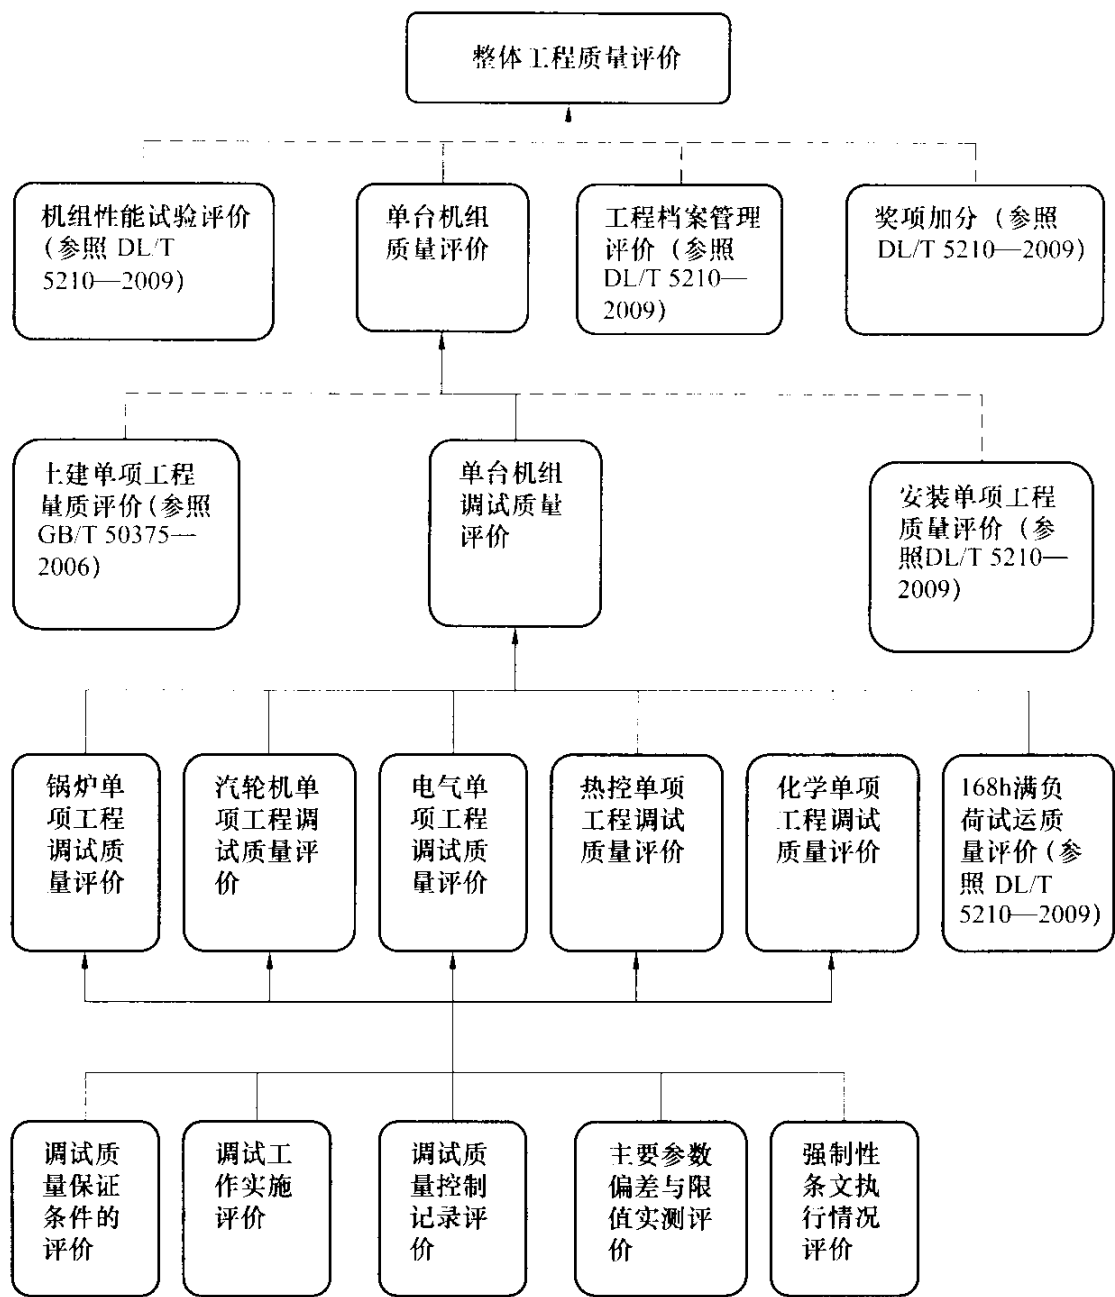 整体工程质量评价
机组性能试验评价
(参照 DL/T
5210—2009)
单台机组
质量评价
工程档案管理
评价(参照
DL/T 5210—
2009)
奖项加分(参照
DL/T 5210—2009)
土建单项工程
量质评价(参照
GB/T 50375—
2006)
单台机组
调试质量
评价
安装单项工程
质量评价(参
照DL/T 5210—
2009)
锅炉单
项工程
调试质
量评价
汽轮机单
项工程调
试质量评
价
电气单
项工程
调试质
量评价
热控单项
工程调试
质量评价
化学单项
工程调试
质量评价
168h满负
荷试运质
量评价(参
照 DL/T
5210—2009)
调试质
量保证
条件的
评价
调试工
作实施
评价
调试质
量控制
记录评
价
主要参数
偏差与限
值实测评
价
强制性
条文执
行情况
评价